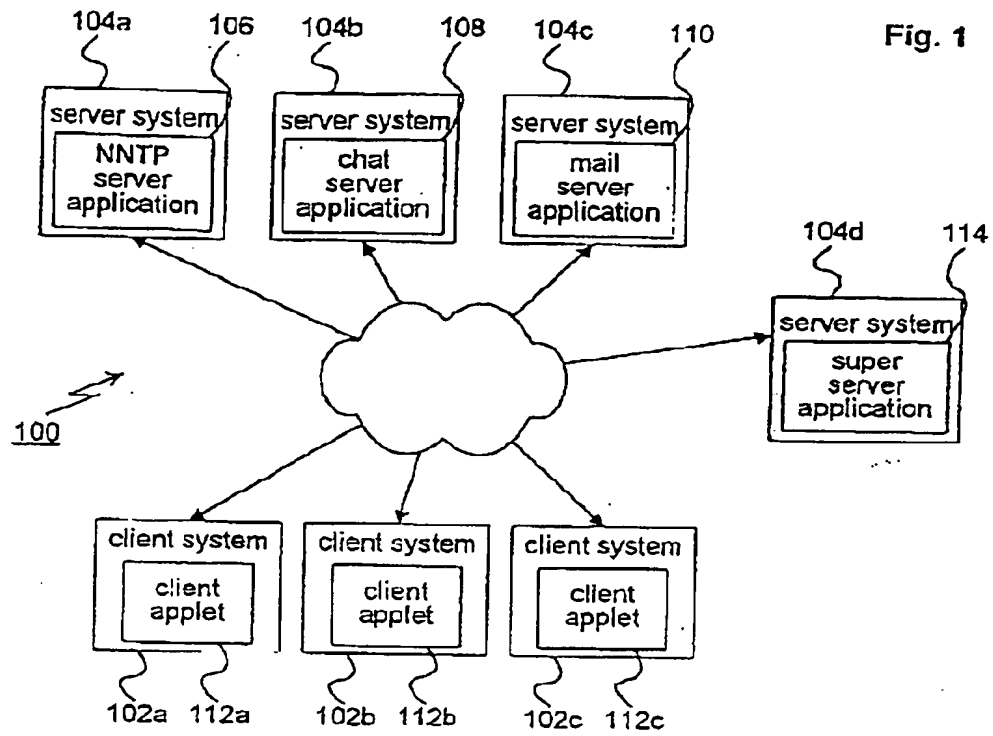 104a 106 104b 108 104c 110 Fig. 1
server system
NNTP
server
application
server system
chat
server
application
server system
mail
server
application
104d 114
server system
super
server
application
100
client system
client
applet
client system
client
applet
client system
client
applet
102a 112a 102b 112b 102c 112c